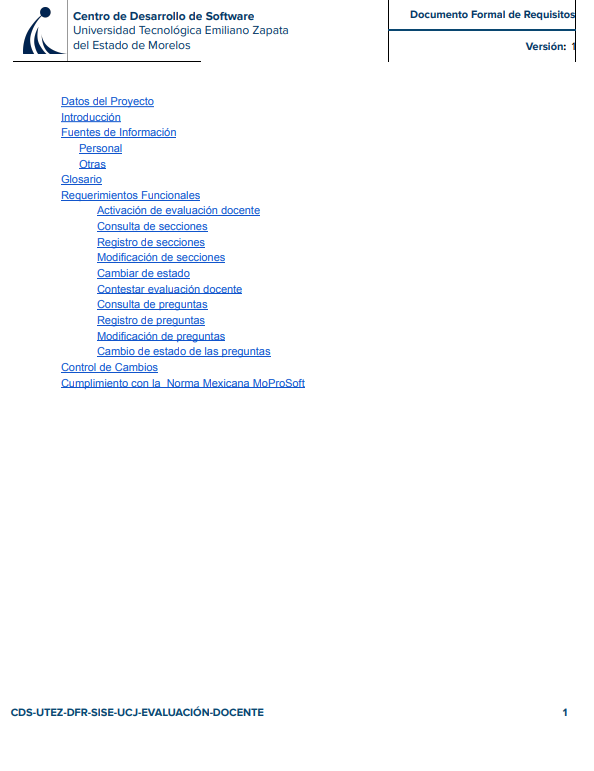 Centro de Desarrollo de Software
Universidad Tecnológica Emiliano Zapata
del Estado de Morelos
Documento Formal de Requisitos
Versión: 1
Datos del Proyecto
Introducción
Fuentes de Información
Personal
Otras
Glosario
Requerimientos Funcionales
Activación de evaluación docente
Consulta de secciones
Registro de secciones
Modificación de secciones
Cambiar de estado
Contestar evaluación docente
Consulta de preguntas
Registro de preguntas
Modificación de preguntas
Cambio de estado de las preguntas
Control de Cambios
Cumplimiento con la Norma Mexicana MoProSoft
CDS-UTEZ-DFR-SISE-UCJ-EVALUACIÓN-DOCENTE
1